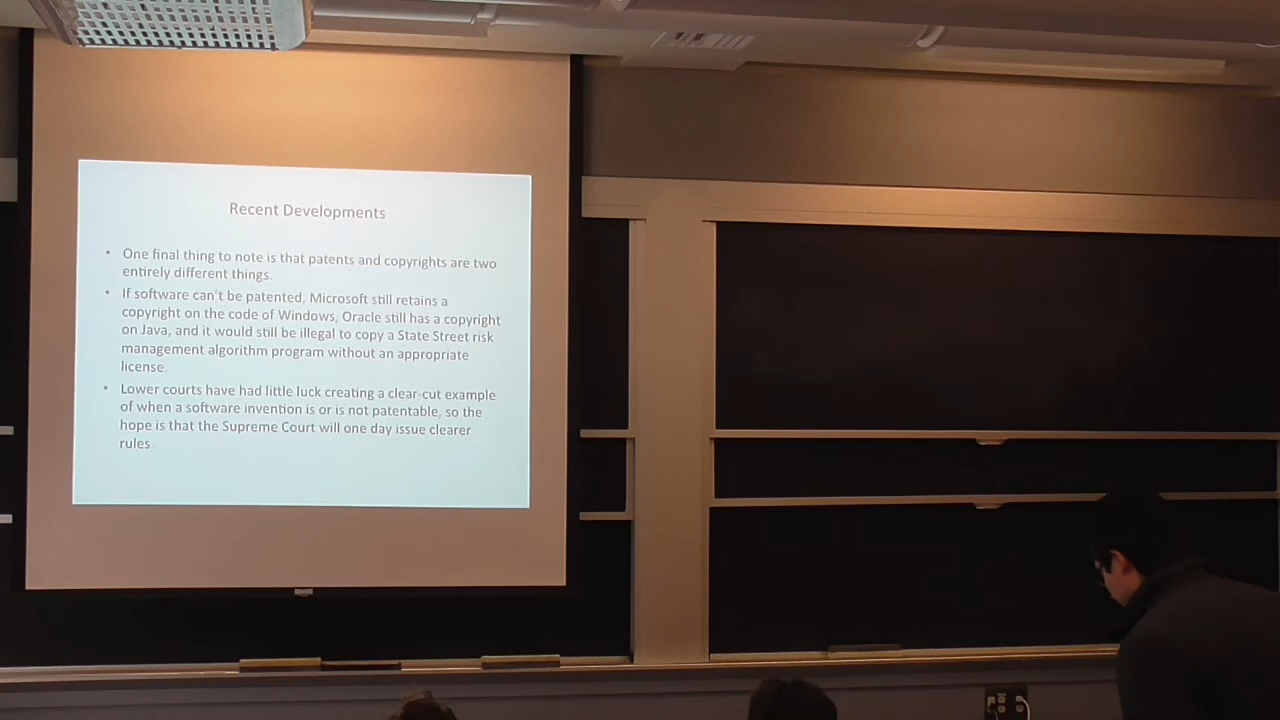 Recent Developments
• One final thing to note is that patents and copyrights are two
entirely different things.
• If software can't be patented, Microsoft still retains a
copyright on the code of Windows, Oracle still has a copyright
on Java, and it would still be illegal to copy a State Street risk
management algorithm program without an appropriate
license.
• Lower courts have had little luck creating a clear-cut example
of when a software invention is or is not patentable, so the
hope is that the Supreme Court will one day issue clearer
rules.